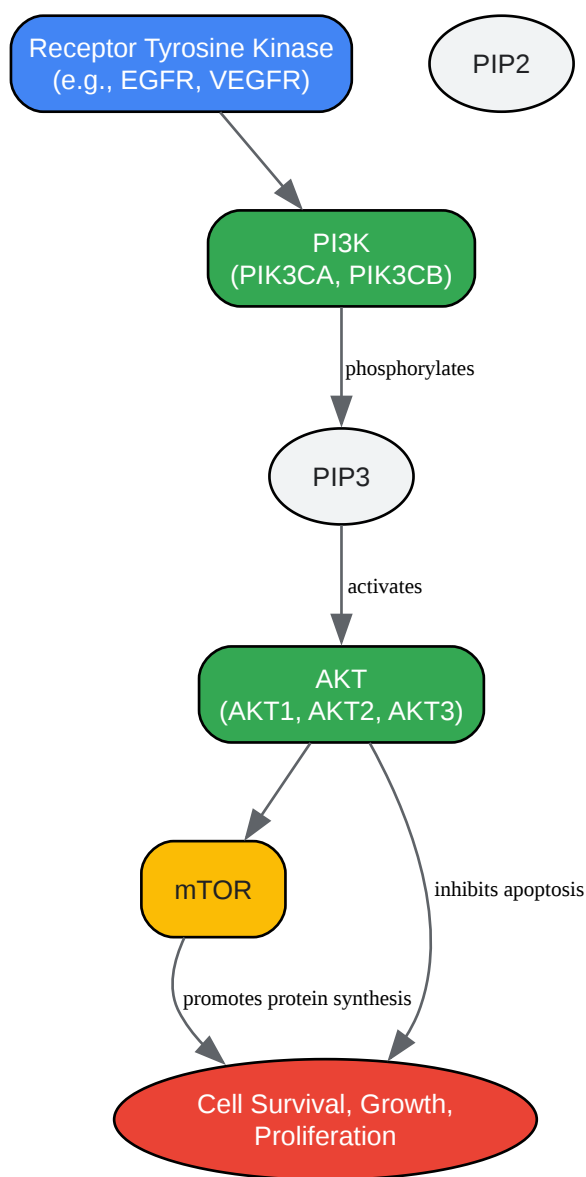 Receptor Tyrosine Kinase
(e.g., EGFR, VEGFR)
PIP2
PI3K
(PIK3CA, PIK3CB)
phosphorylates
PIP3
activates
AKT
(AKT1, AKT2, AKT3)
mTOR
inhibits apoptosis
promotes protein synthesis
Cell Survival, Growth,
Proliferation